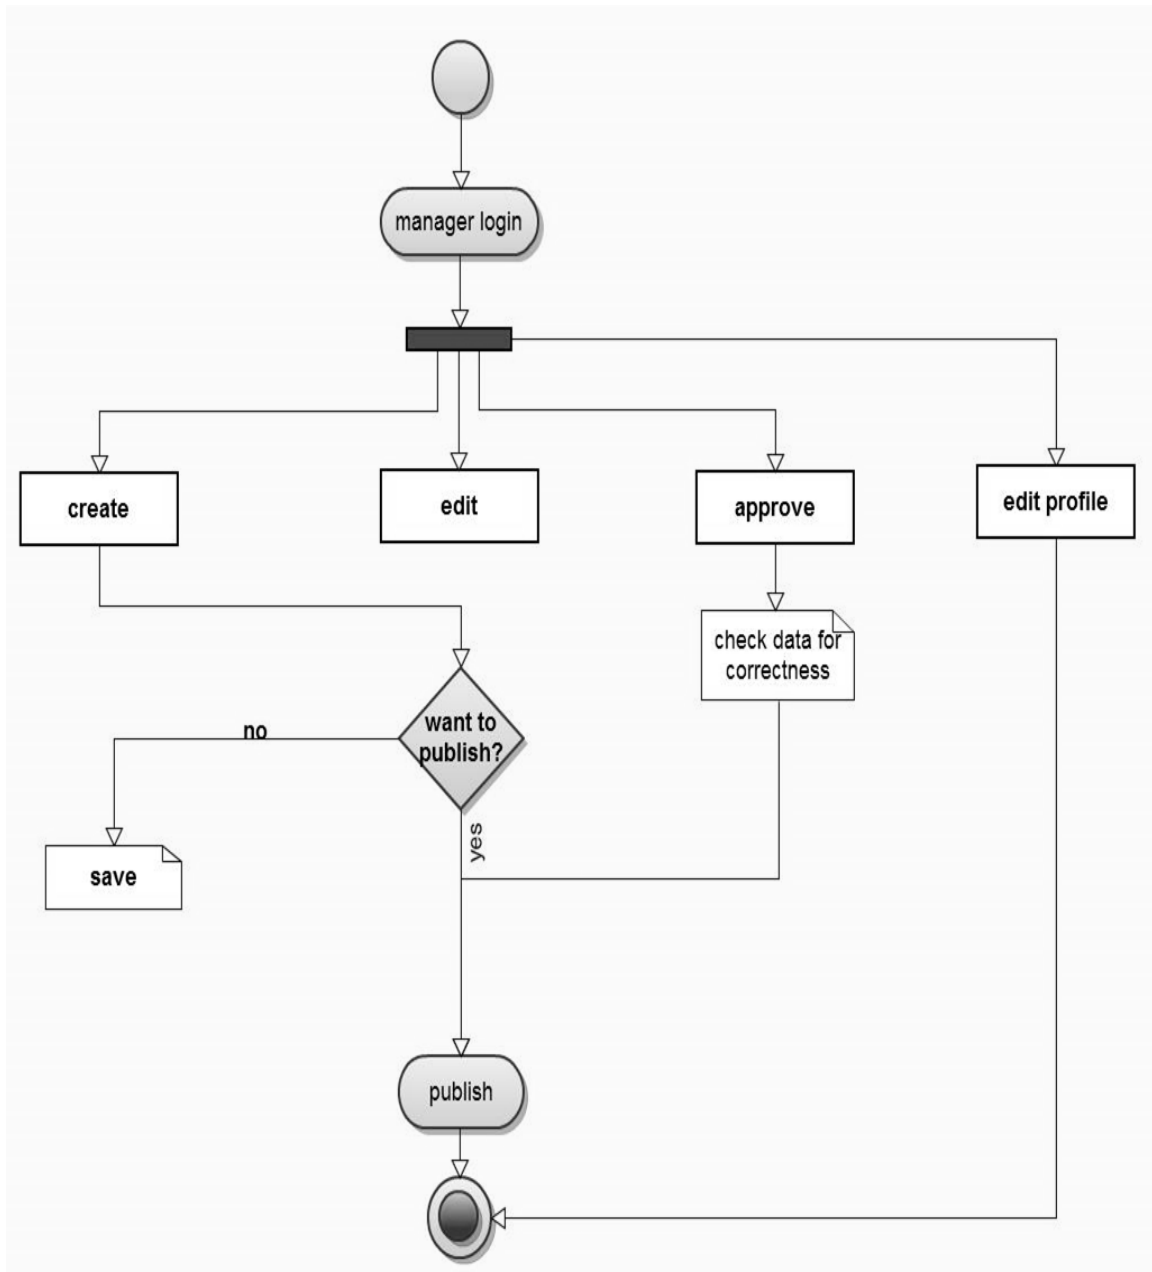 manager login
create
edit
approve
edit profile
check data for
correctness
want to
publish?
no
yes
save
publish